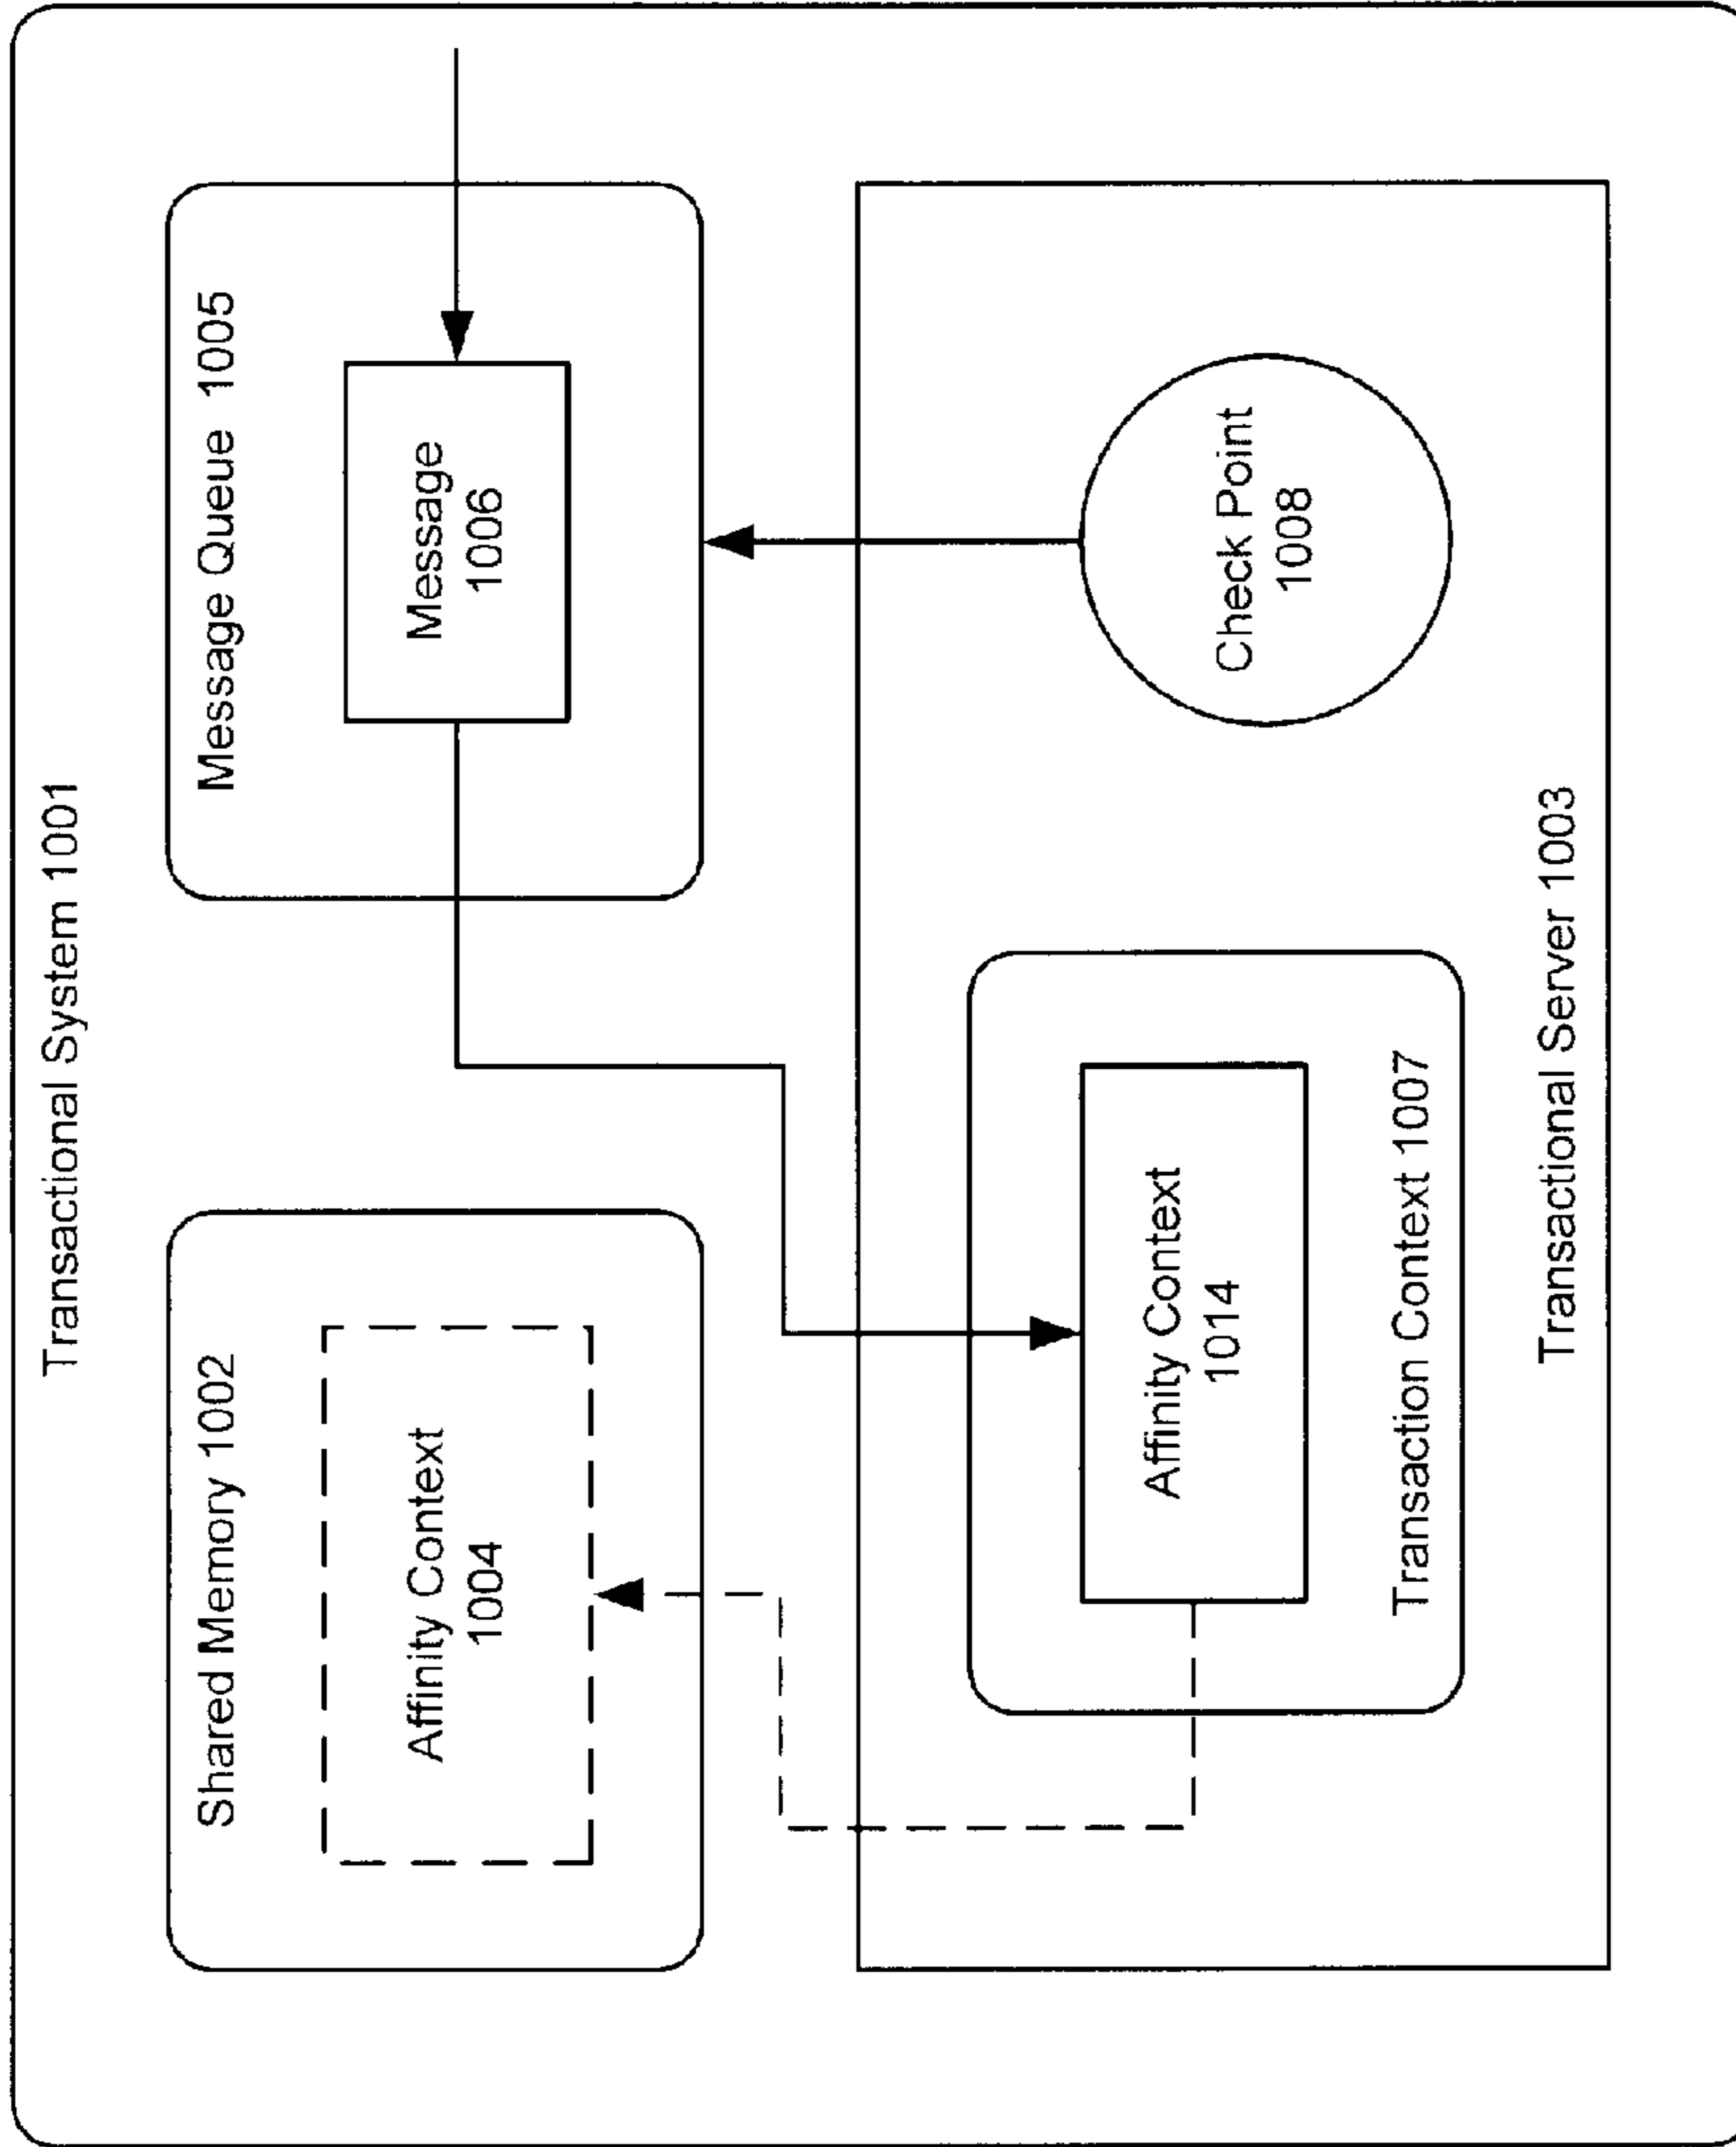 Transactional System 1001
Shared Memory 1002
Affinity Context
1004
Message Queue 1005
Message
1006
Affinity Context
1014
Transaction Context 1007
Check Point
1008
Transactional Server 1003